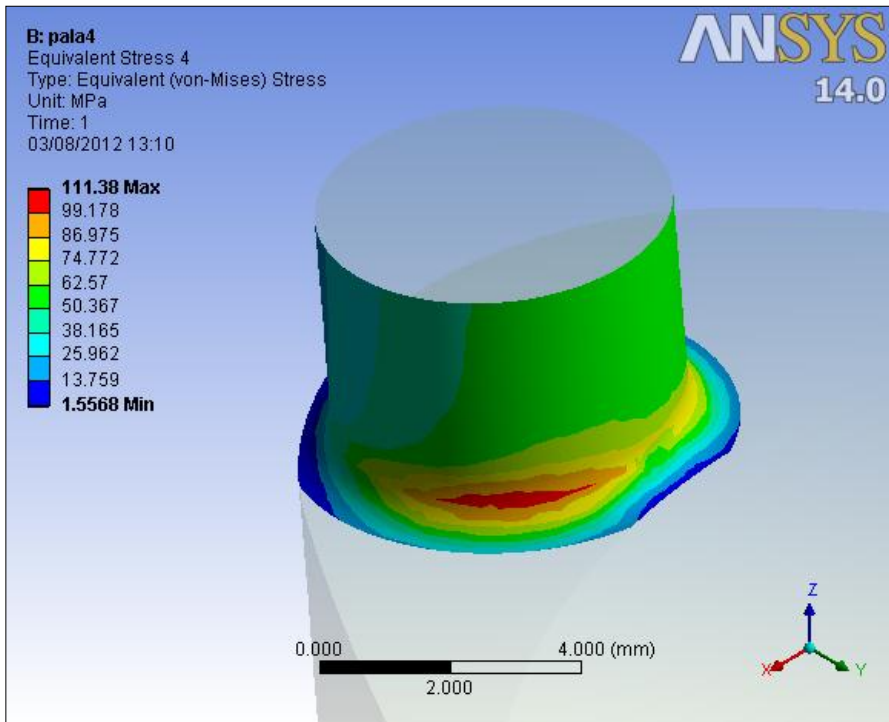 B: pala4
Equivalent Stress 4
Type: Equivalent (von-Mises) Stress
Unit: MPa
Time: 1
03/08/2012 13:10
ANSYS
14.0
111.38 Max
99.178
86.975
74.772
62.57
50.367
38.165
25.962
13.759
1.5568 Min
0.000 4.000 (mm)
2.000
Z
X Y